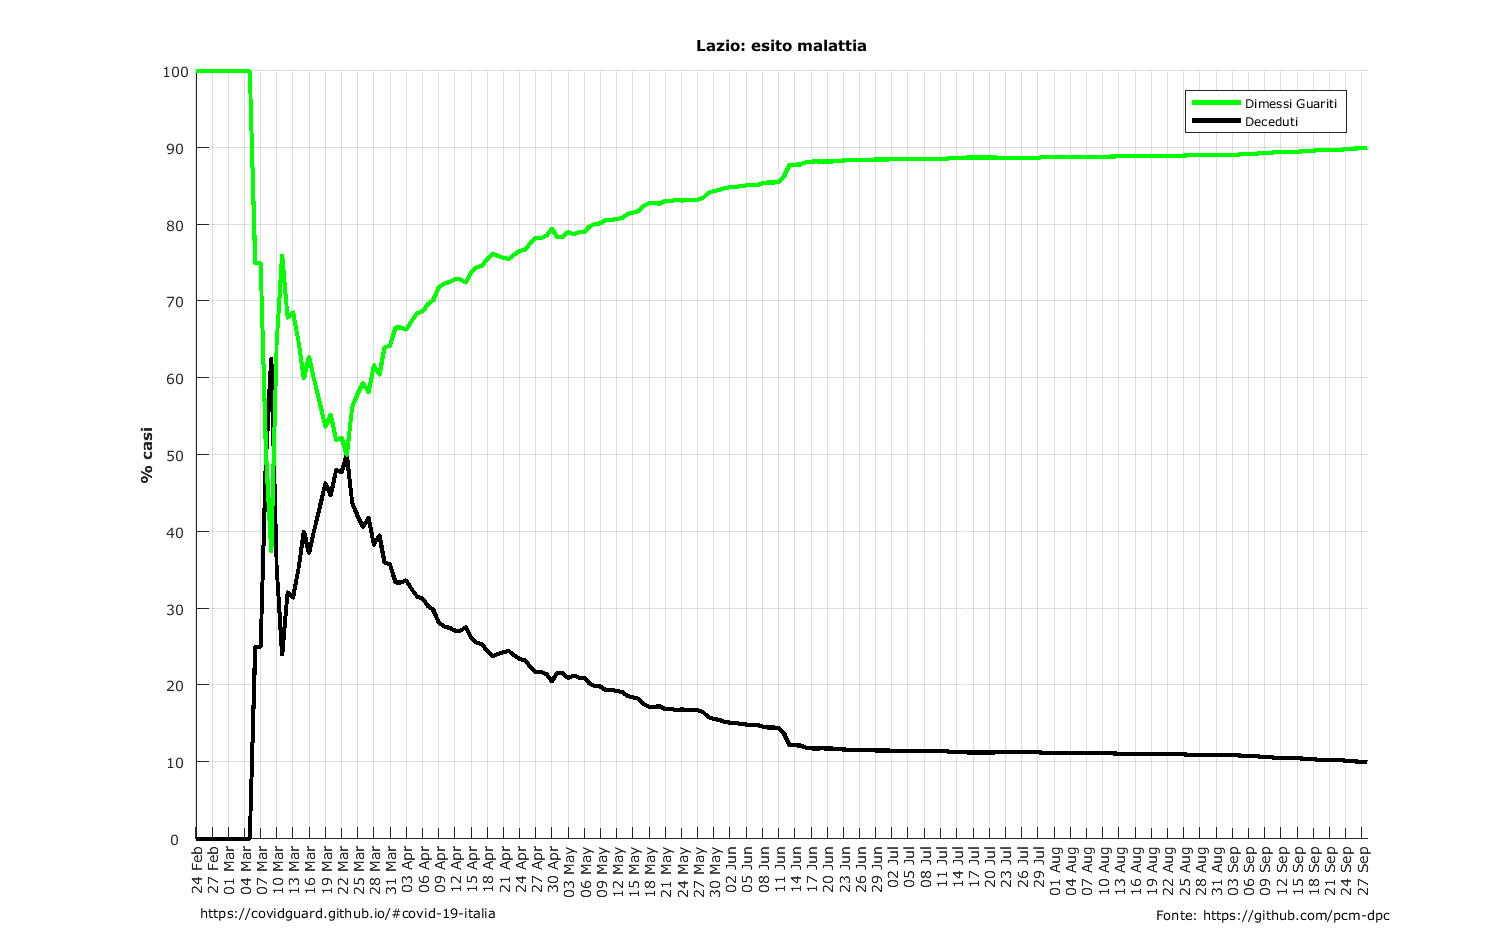 Lazio: esito malattia
100
90
80
70
60
50
40
30
20
10
0
% casi
Dimessi Guariti
Deceduti
24 Feb
27 Feb
01 Mar
04 Mar
07 Mar
10 Mar
13 Mar
16 Mar
19 Mar
22 Mar
25 Mar
28 Mar
31 Mar
03 Apr
06 Apr
09 Apr
12 Apr
15 Apr
18 Apr
21 Apr
24 Apr
27 Apr
30 Apr
03 May
06 May
09 May
12 May
15 May
18 May
21 May
24 May
27 May
30 May
02 Jun
05 Jun
08 Jun
11 Jun
14 Jun
17 Jun
20 Jun
23 Jun
26 Jun
29 Jun
02 Jul
05 Jul
08 Jul
11 Jul
14 Jul
17 Jul
20 Jul
23 Jul
26 Jul
29 Jul
01 Aug
04 Aug
07 Aug
10 Aug
13 Aug
16 Aug
19 Aug
22 Aug
25 Aug
28 Aug
31 Aug
03 Sep
06 Sep
09 Sep
12 Sep
15 Sep
18 Sep
21 Sep
24 Sep
27 Sep
https://covidguard.github.io/#covid-19-italia
Fonte: https://github.com/pcm-dpc